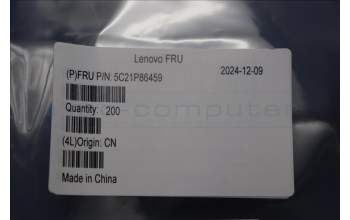 Lenovo FRU
(P)FRU P/N: 5C21P86459
2024-12-09
Quantity: 200
(4L)Origin: CN
Made in China